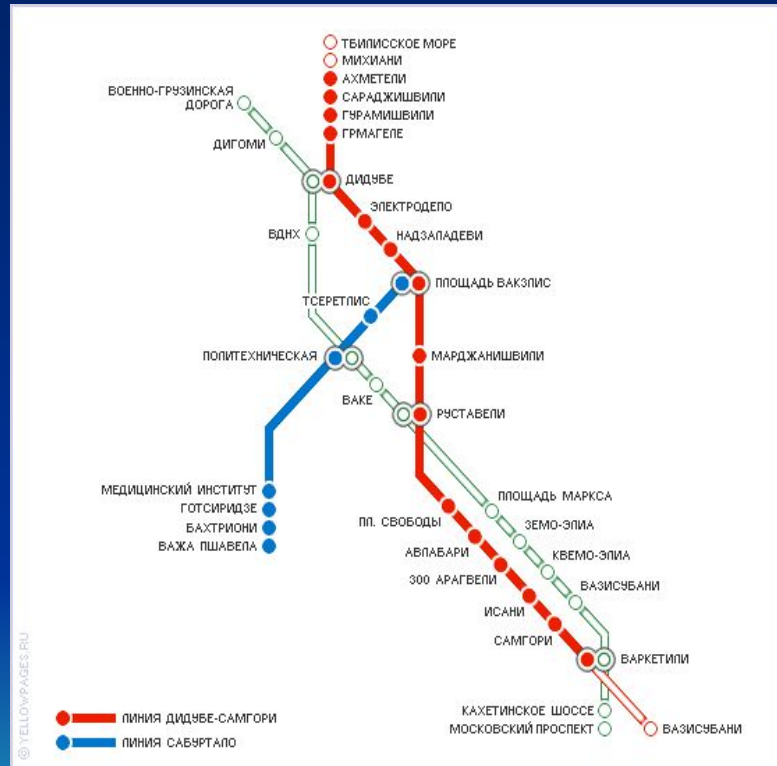 ТБИЛИССКОЕ МОРЕ
МИХИАНИ
АХМЕТЕЛИ
САРАДЖИШВИЛИ
ГУРАМИШВИЛИ
ГРМАГЕЛЕ
ВОЕННО-ГРУЗИНСКАЯ
ДОРОГА
ДИГОМИ
ДИДУБЕ
ЭЛЕКТРОДЕПО
ВДНХ
НАДЗАЛАДЕВИ
ПЛОЩАДЬ ВАКЗЛИС
ТСЕРЕТЛИС
ПОЛИТЕХНИЧЕСКАЯ
МАРДЖАНИШВИЛИ
ВАКЕ
РУСТАВЕЛИ
МЕДИЦИНСКИЙ ИНСТИТУТ
ГОТСИРИДЗЕ
БАХТРИОНИ
ВАЖА ПШАВЕЛА
ПЛОЩАДЬ МАРКСА
ПЛ. СВОБОДЫ
ЗЕМО-ЭЛИА
АВЛАБАРИ
КВЕМО-ЭЛИА
300 АРАГВЕЛИ
ВАЗИСУБАНИ
ИСАНИ
САМГОРИ
ВАРКЕТИЛИ
КАХЕТИНСКОЕ ШОССЕ
МОСКОВСКИЙ ПРОСПЕКТ
ВАЗИСУБАНИ
ЛИНИЯ ДИДУБЕ-САМГОРИ
ЛИНИЯ САБУРТАЛО
© YELLOWPAGES.RU